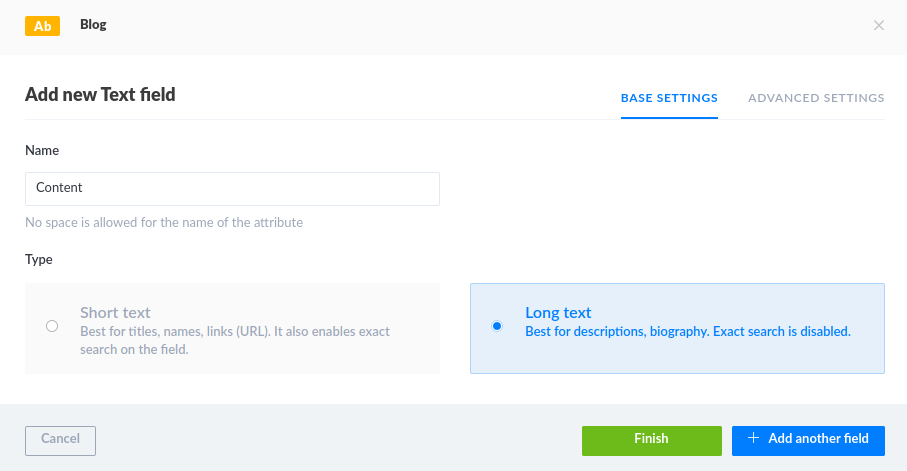 Ab Blog ×
Add new Text field
BASE SETTINGS ADVANCED SETTINGS
Name
Content
No space is allowed for the name of the attribute
Type
Short text
Best for titles, names, links (URL). It also enables exact
search on the field.
Long text
Best for descriptions, biography. Exact search is disabled.
Cancel Finish + Add another field